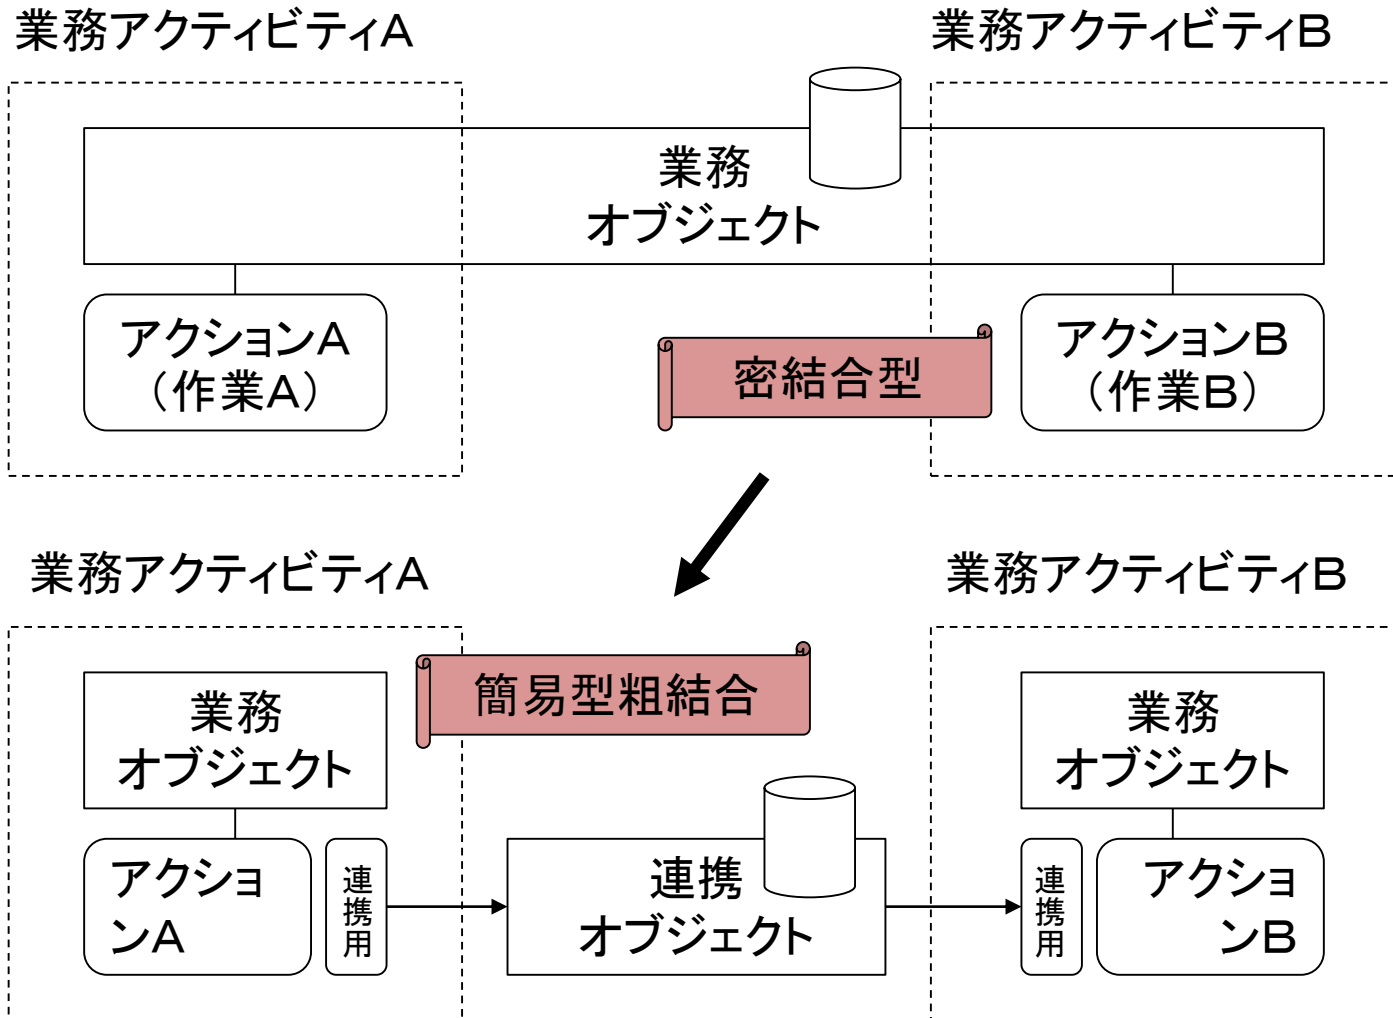 業務アクティビティA
業務アクティビティB
業務
オブジェクト
アクションA
（作業A）
密結合型
アクションB
（作業B）
業務アクティビティA
業務アクティビティB
簡易型粗結合
業務
オブジェクト
業務
オブジェクト
アクショ
ンA
連携用
連携
オブジェクト
連携用
アクショ
ンB